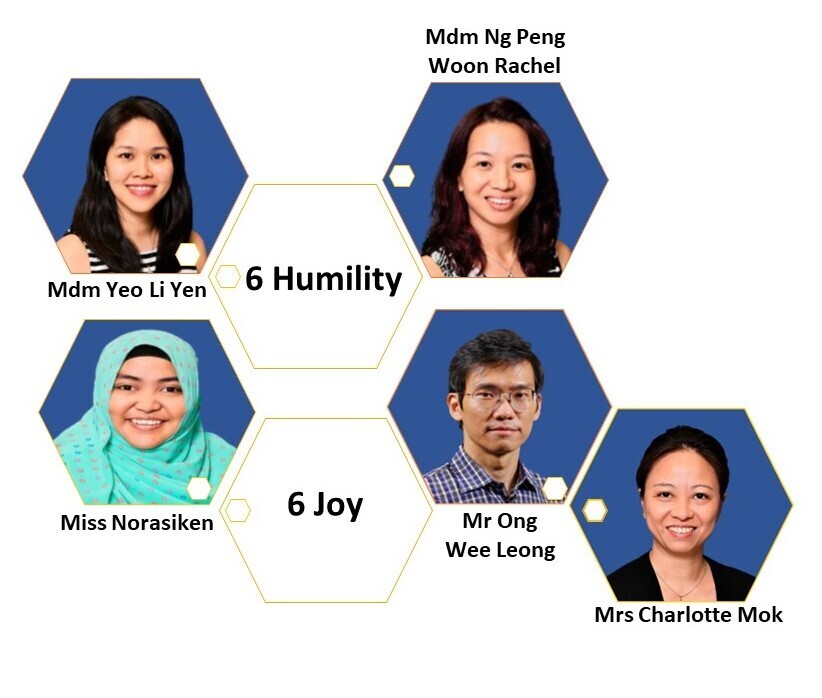 Mdm Ng Peng
Woon Rachel
6 Humility
Mdm Yeo Li Yen
6 Joy
Miss Norasiken
Mr Ong
Wee Leong
Mrs Charlotte Mok